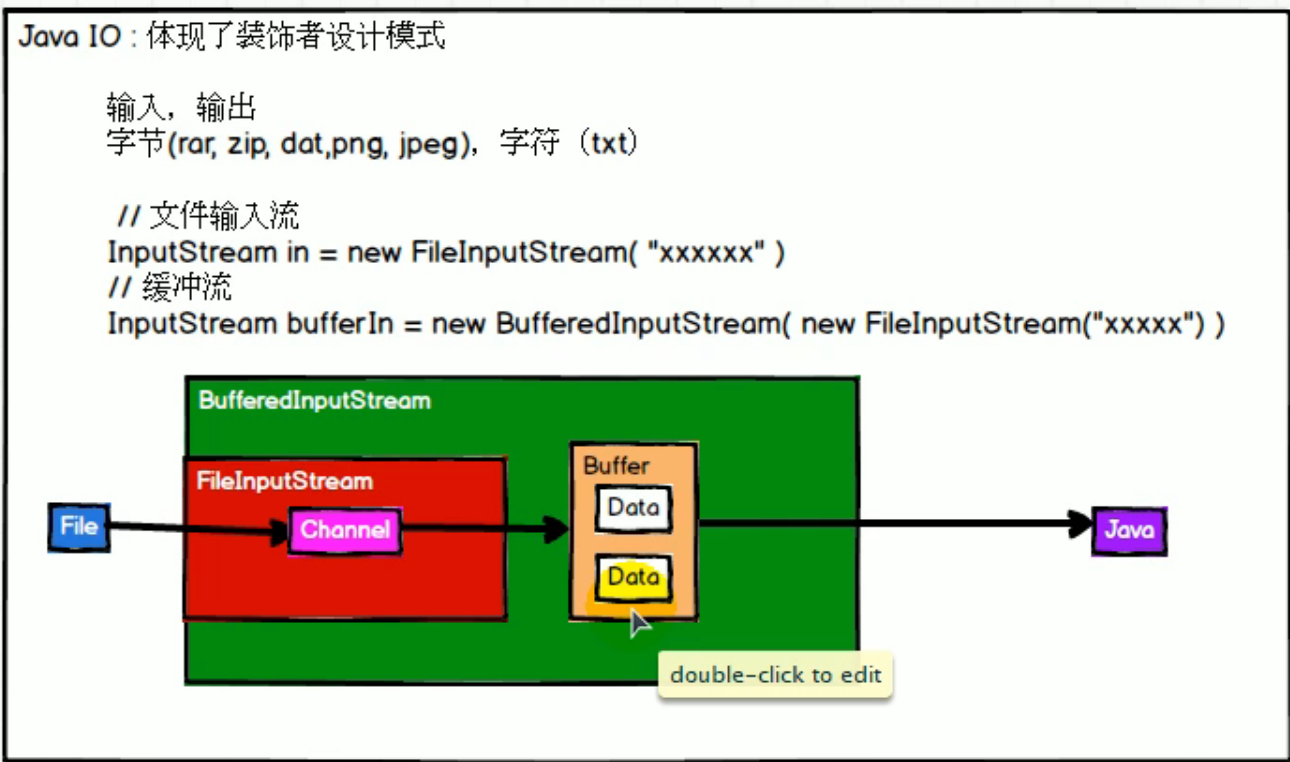 Java IO : 体现了装饰者设计模式
输入，输出
字节(rar, zip, dat,png, jpeg)，字符（txt）
// 文件输入流
InputStream in = new FileInputStream( "xxxxxx" )
// 缓冲流
InputStream bufferIn = new BufferedInputStream( new FileInputStream("xxxxx") )
BufferedInputStream
FileInputStream
Buffer
Data
File
Channel
Java
Data
double-click to edit